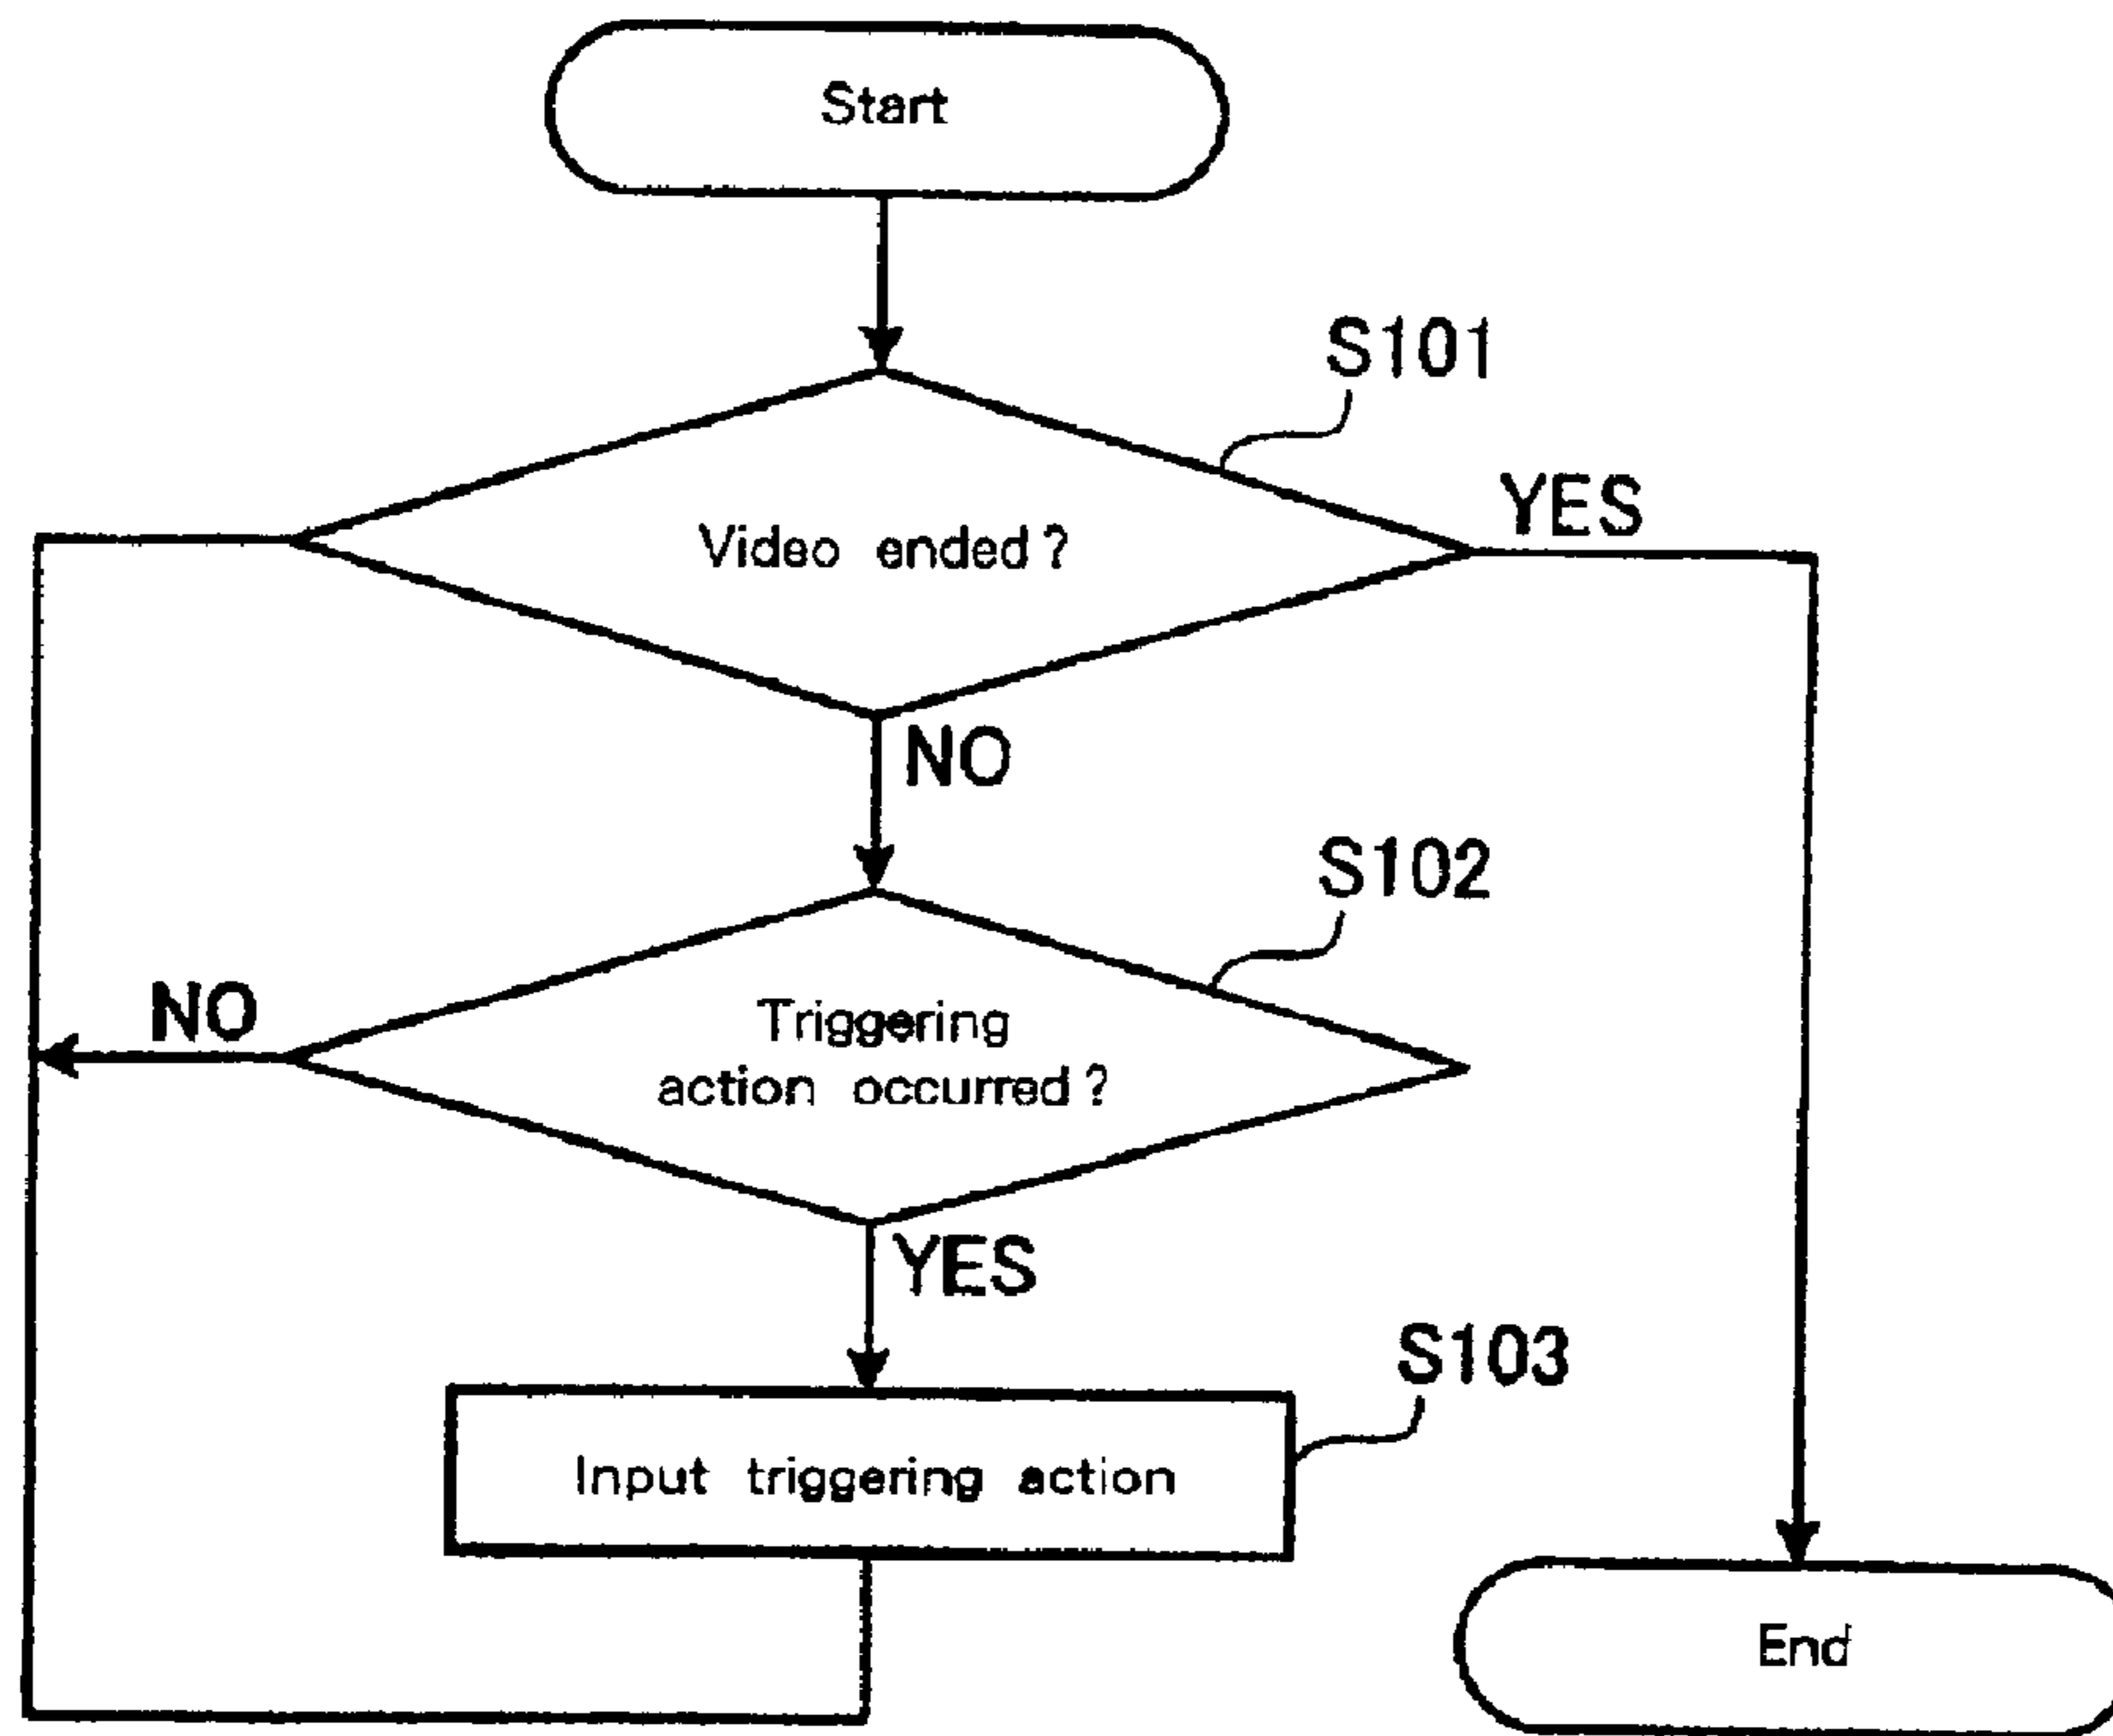 Start
S101
Video ended?
YES
NO
S102
NO
Triggering
action occurred?
YES
S103
Input triggering action
End